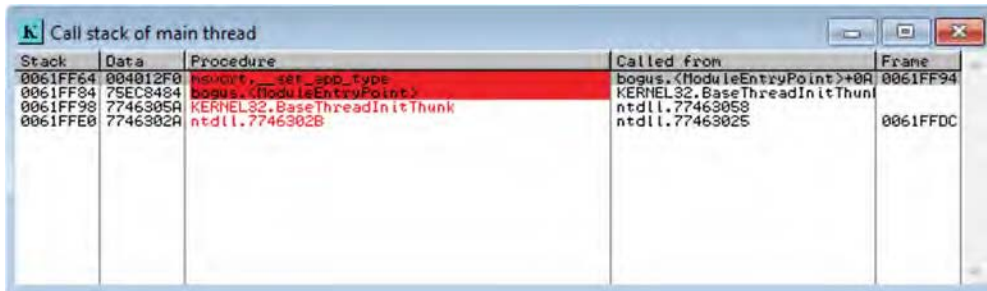 K Call stack of main thread
Stack Data Procedure Called from Frame
0061FF64 004012F0 msvcrt.__set_app_type bogus.<ModuleEntryPoint>+0A 0061FF94
0061FF84 75EC8484 bogus.<ModuleEntryPoint> KERNEL32.BaseThreadInitThunk
0061FF98 7746305A KERNEL32.BaseThreadInitThunk ntdll.77463058
0061FFE0 7746302A ntdll.7746302B ntdll.77463025 0061FFDC